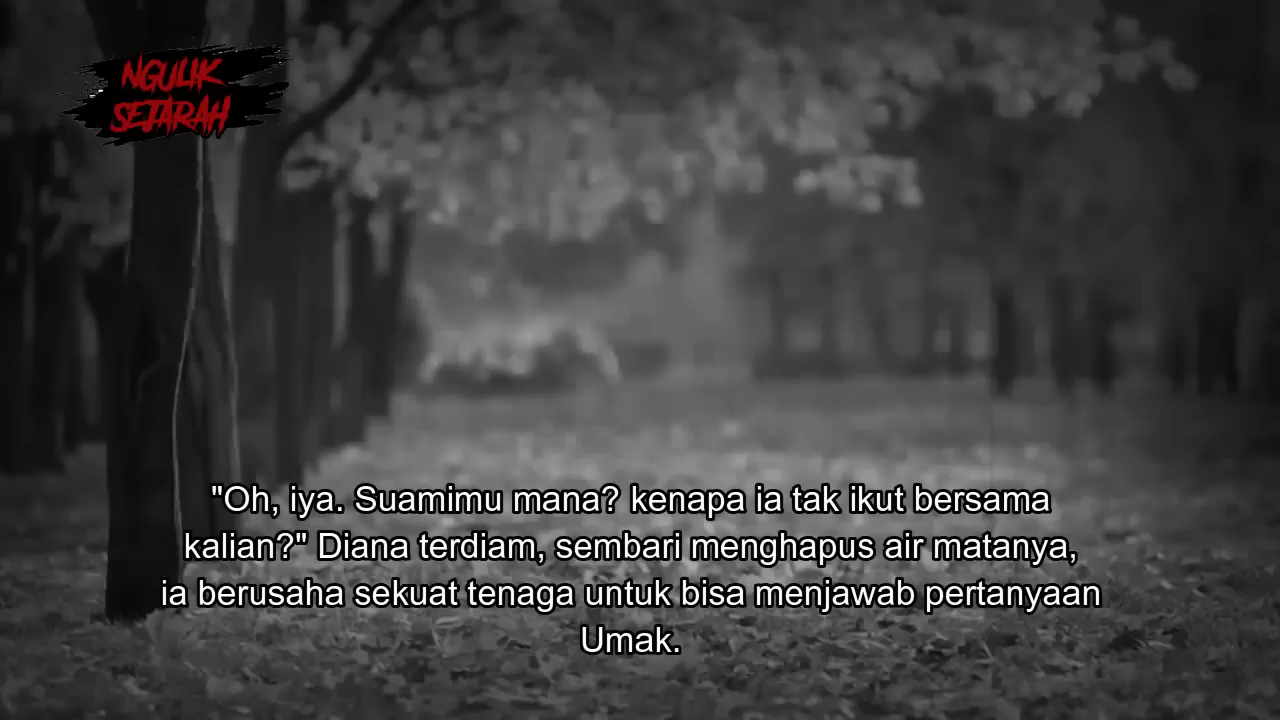 NGULIK
SEJARAH
"Oh, iya. Suamimu mana? kenapa ia tak ikut bersama
kalian?" Diana terdiam, sembari menghapus air matanya,
ia berusaha sekuat tenaga untuk bisa menjawab pertanyaan
Umak.